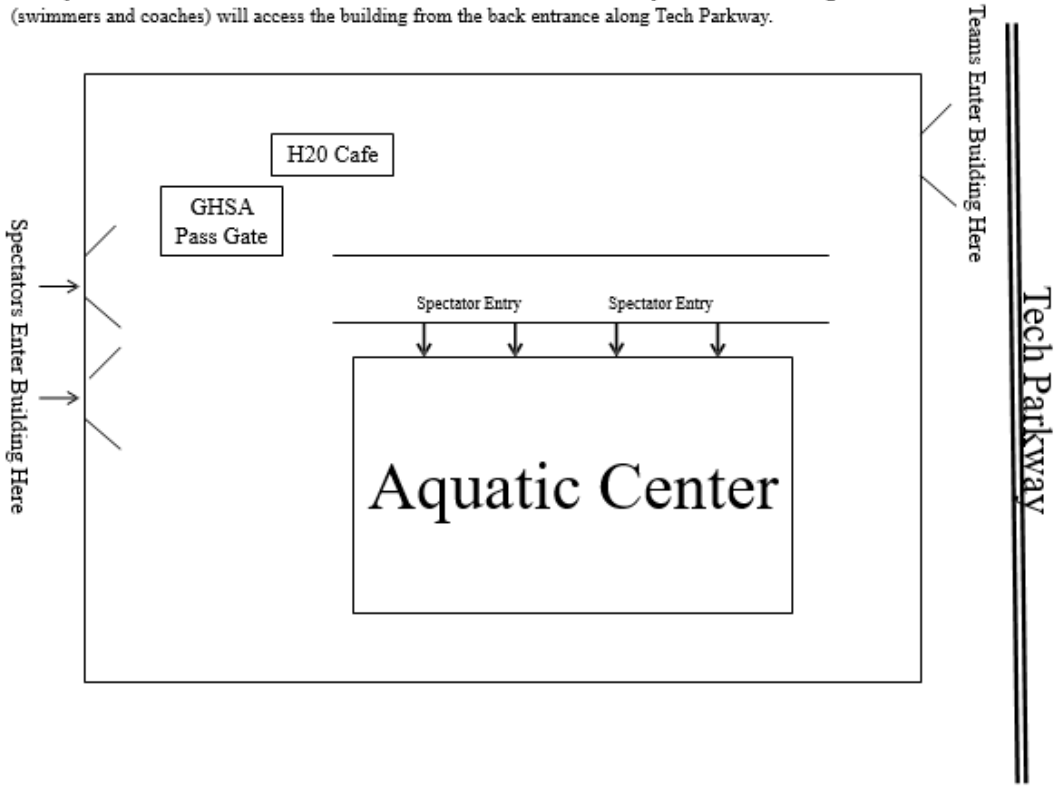 (swimmers and coaches) will access the building from the back entrance along Tech Parkway.
Teams Enter Building Here
H20 Cafe
GHSA
Pass Gate
Spectators Enter Building Here
Spectator Entry Spectator Entry
Tech Parkway
Aquatic Center